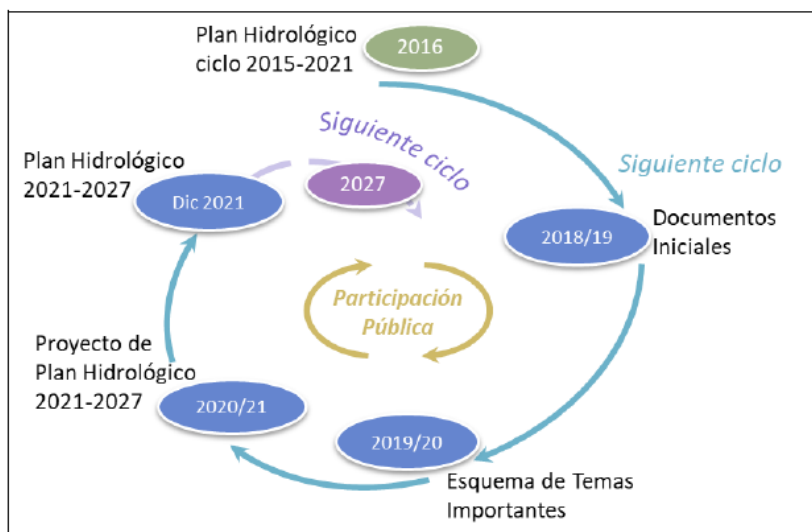 Plan Hidrológico
ciclo 2015-2021
2016
Siguiente ciclo
Documentos
Iniciales
2018/19
Esquema de Temas
Importantes
2019/20
Proyecto de
Plan Hidrológico
2021-2027
2020/21
Plan Hidrológico
2021-2027
Dic 2021
Siguiente ciclo
2027
Participación
Pública